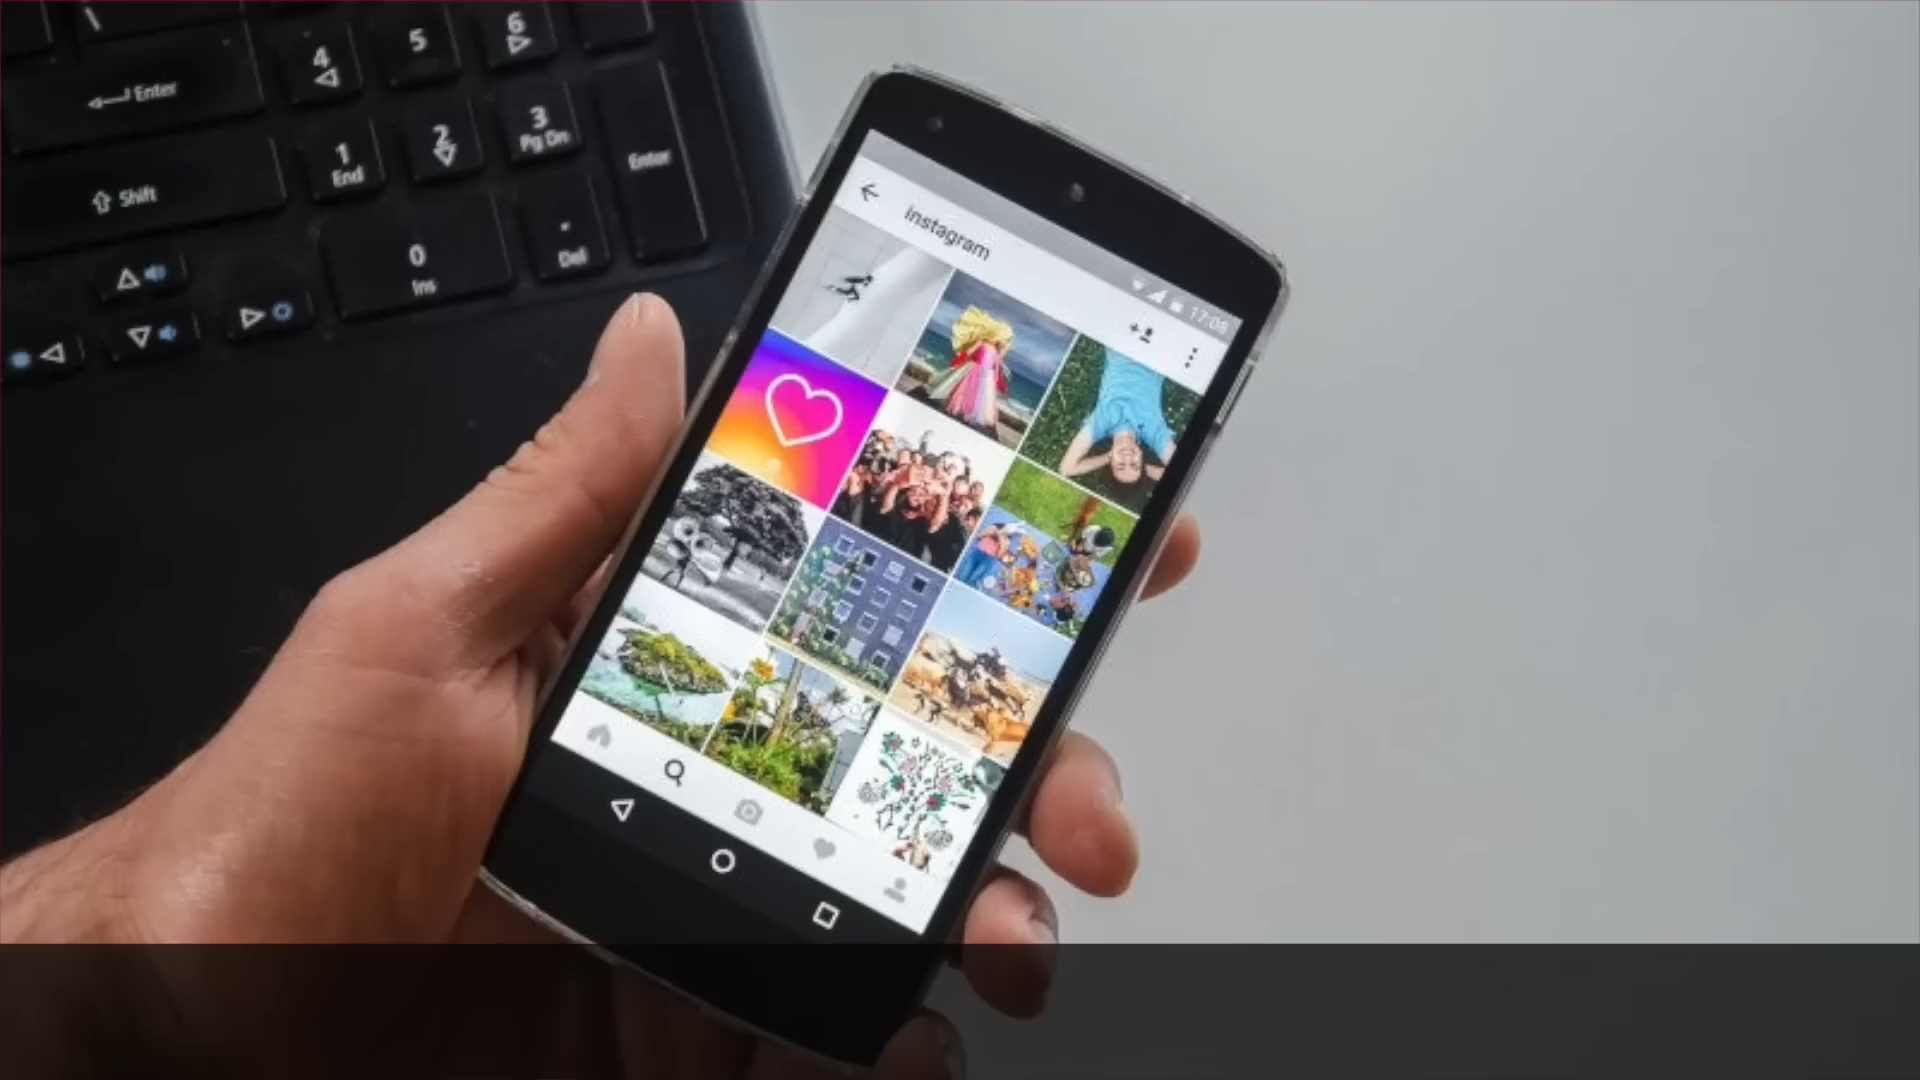 \
4
5
6
Enter
1
End
2
3
Pg Dn
Enter
Shift
0
Ins
.
Del
Instagram
17:08